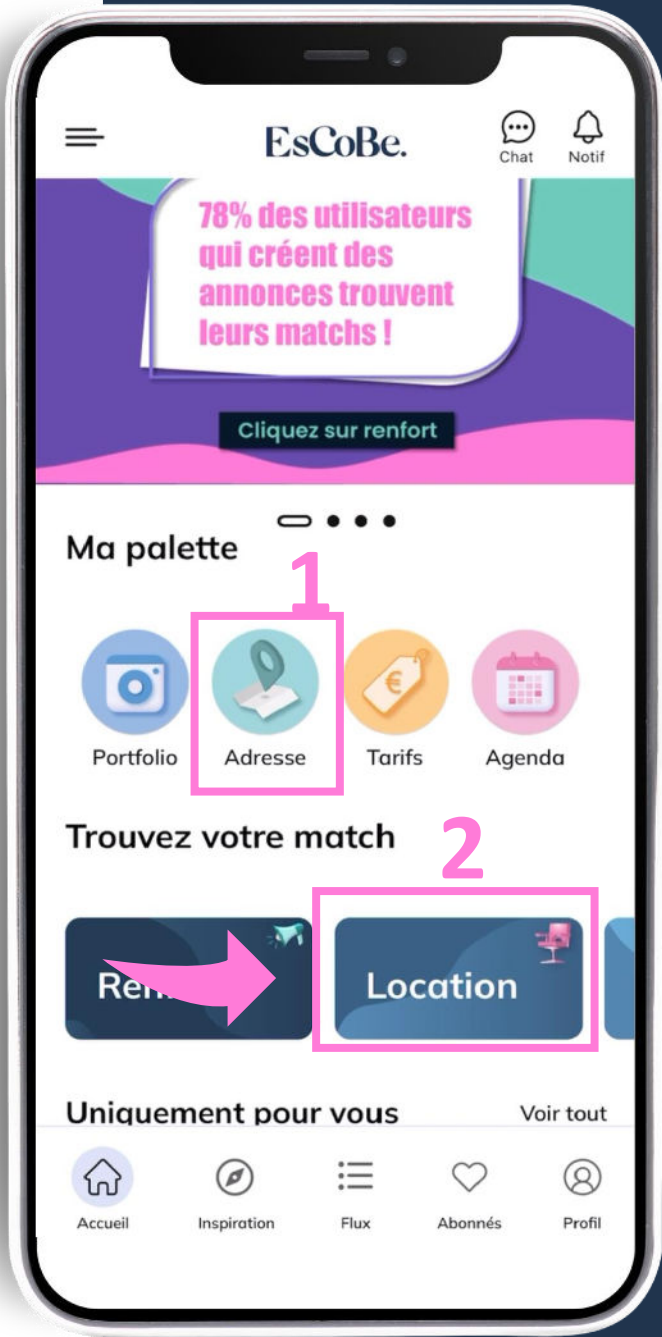 EsCoBe.
Chat
Notif
78% des utilisateurs
qui créent des
annonces trouvent
leurs matchs !
Cliquez sur renfort
Ma palette
1
Portfolio
Adresse
Tarifs
Agenda
Trouvez votre match
2
Location
Uniquement pour vous
Voir tout
Accueil
Inspiration
Flux
Abonnés
Profil